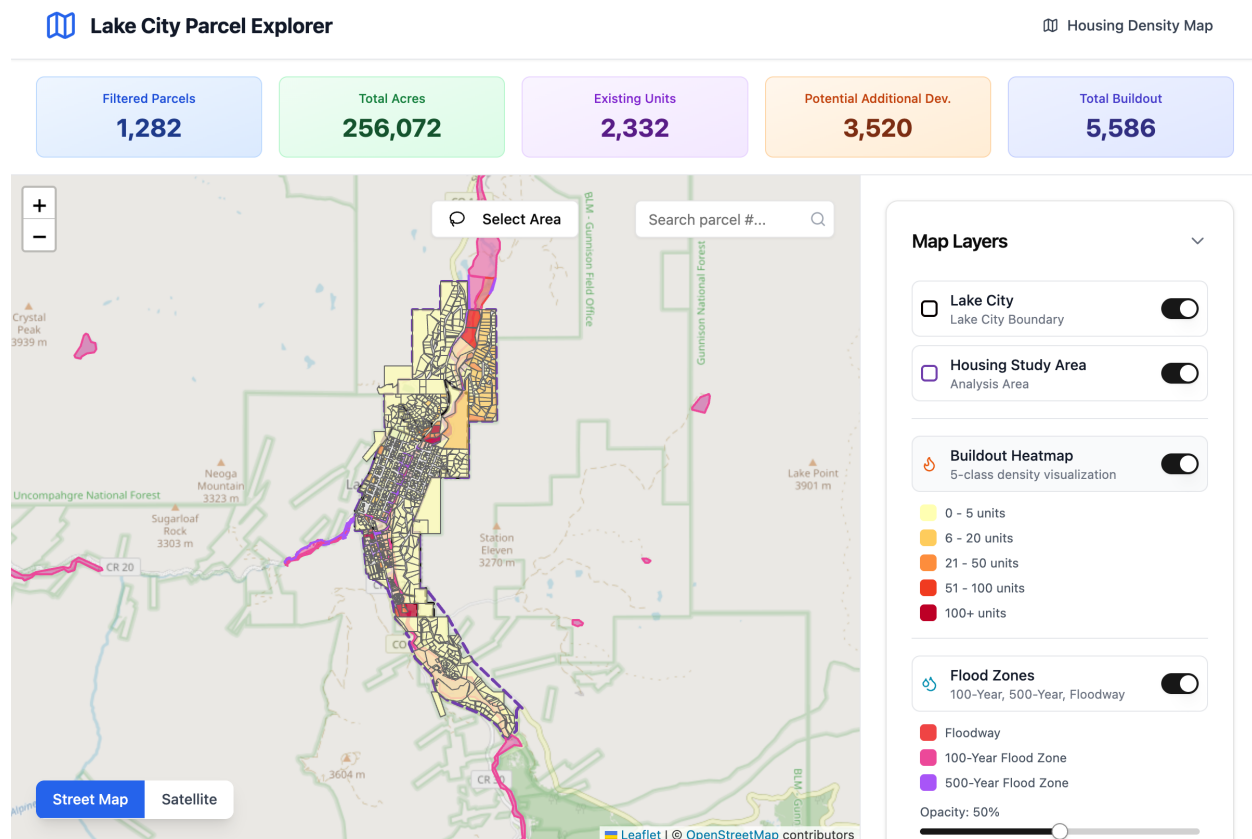 Lake City Parcel Explorer
Housing Density Map
Filtered Parcels
1,282
Total Acres
256,072
Existing Units
2,332
Potential Additional Dev.
3,520
Total Buildout
5,586
+
−
Select Area
Search parcel #...
BLM - Gunnison Field Office
Gunnison National Forest
Crystal
Peak
3939 m
Neoga
Mountain
3323 m
Uncompahgre National Forest
Sugarloaf
Rock
3303 m
CR 20
Station
Eleven
3270 m
Lake Point
3901 m
3604 m
CR 30
Street Map
Satellite
Leaflet | © OpenStreetMap contributors
Map Layers
Lake City
Lake City Boundary
Housing Study Area
Analysis Area
Buildout Heatmap
5-class density visualization
0 - 5 units
6 - 20 units
21 - 50 units
51 - 100 units
100+ units
Flood Zones
100-Year, 500-Year, Floodway
Floodway
100-Year Flood Zone
500-Year Flood Zone
Opacity: 50%